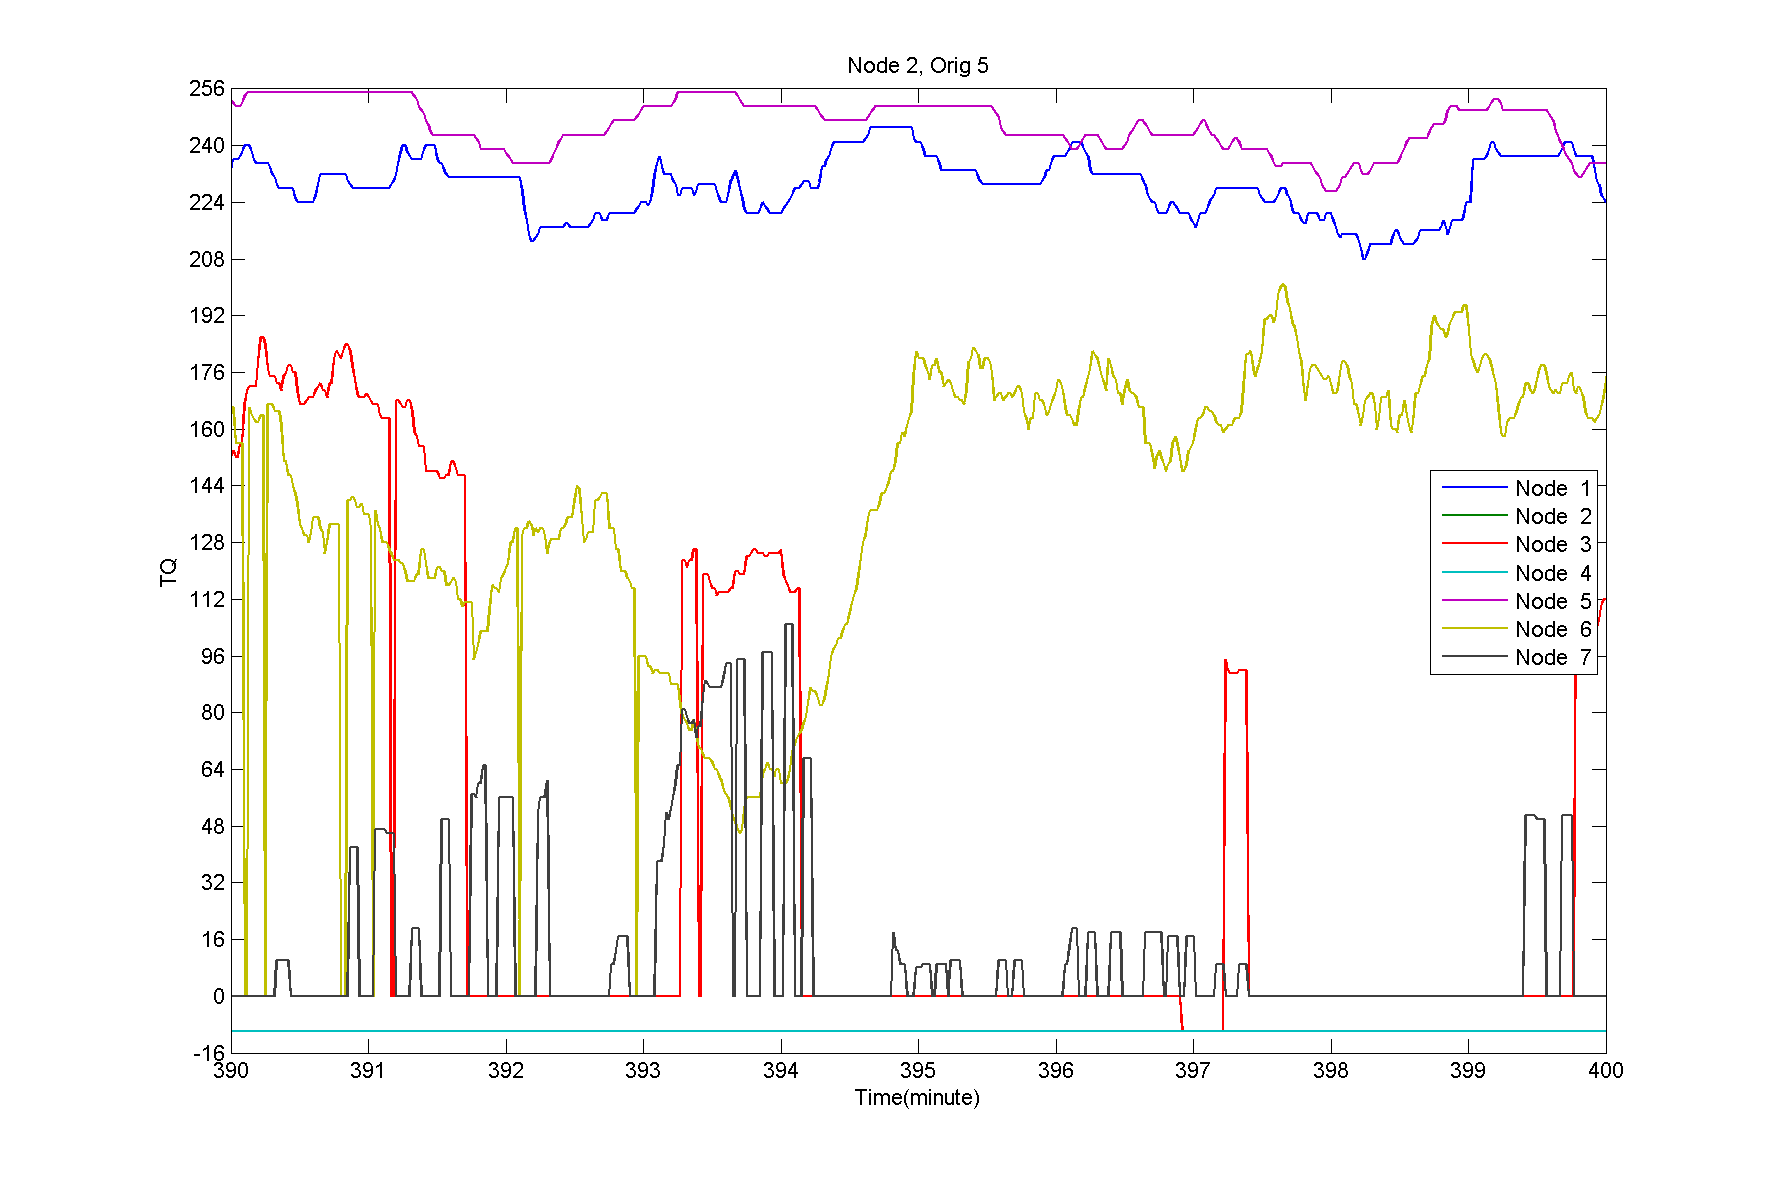 Node 2, Orig 5
256
240
224
208
192
176
160
144
128
112
96
80
64
48
32
16
0
-16
TQ
390 391 392 393 394 395 396 397 398 399 400
Time(minute)
Node 1
Node 2
Node 3
Node 4
Node 5
Node 6
Node 7